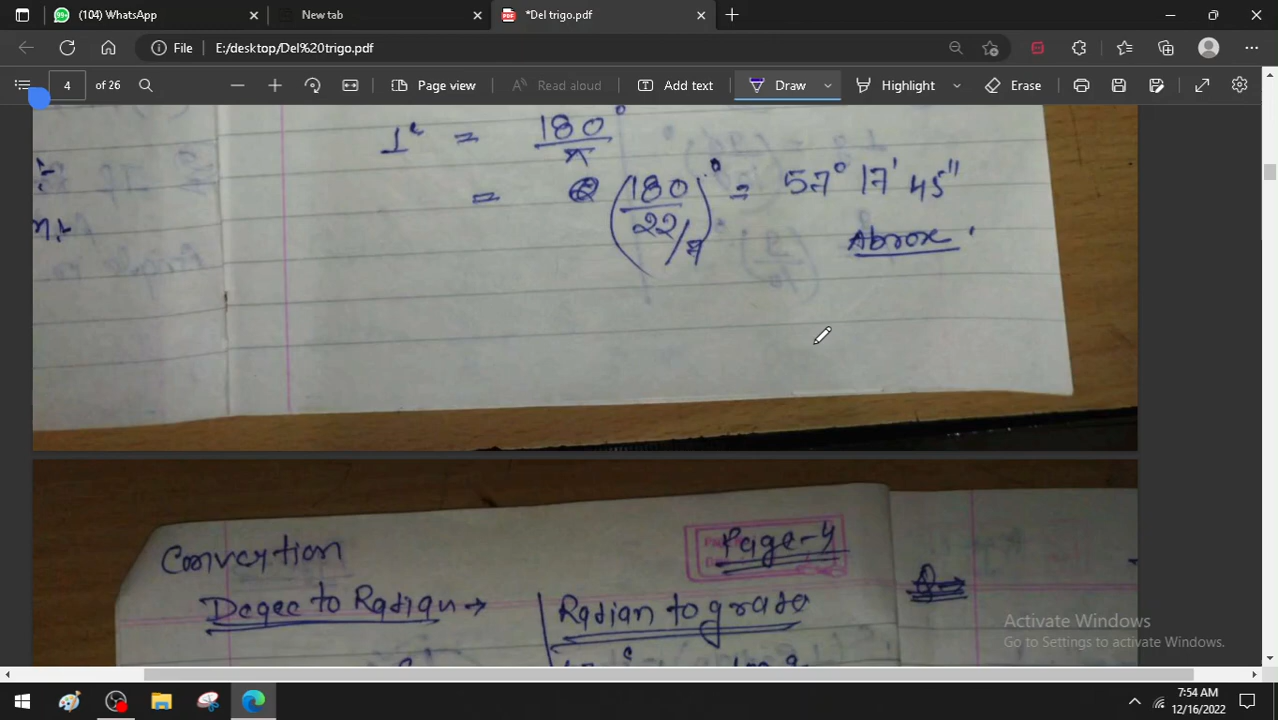 (104) WhatsApp
New tab
*Del trigo.pdf
File
E:/desktop/Del%20trigo.pdf
4 of 26
Page view
Read aloud
Add text
Draw
Highlight
Erase
1ᶜ = 180°/π
= (180/22/7)° = 57° 17' 45"
Abrox.
Page-4
Convertion
Degee to Radian →
Radian to grade
Q→
Activate Windows
Go to Settings to activate Windows.
99+
7:54 AM
12/16/2022